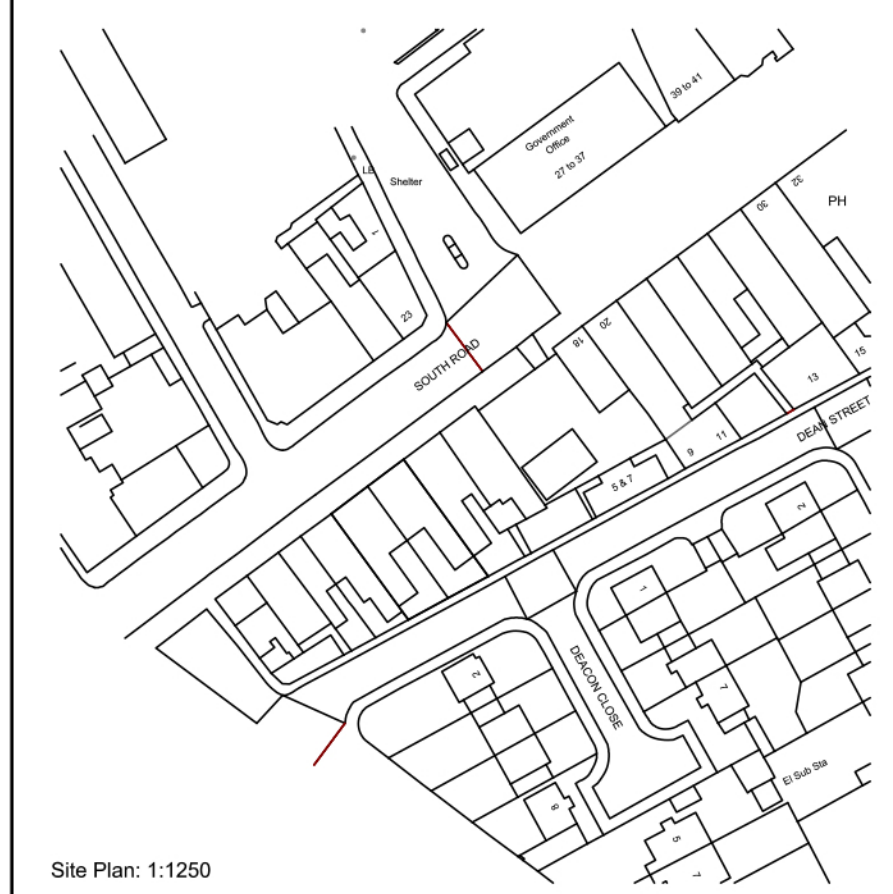 39 to 41
Government
Office
27 to 37
LB
Shelter
32
30
PH
1
23
20
18
SOUTH ROAD
15
13
DEAN STREET
11
9
5 & 7
2
1
DEACON CLOSE
2
7
El Sub Sta
8
5
7
Site Plan: 1:1250